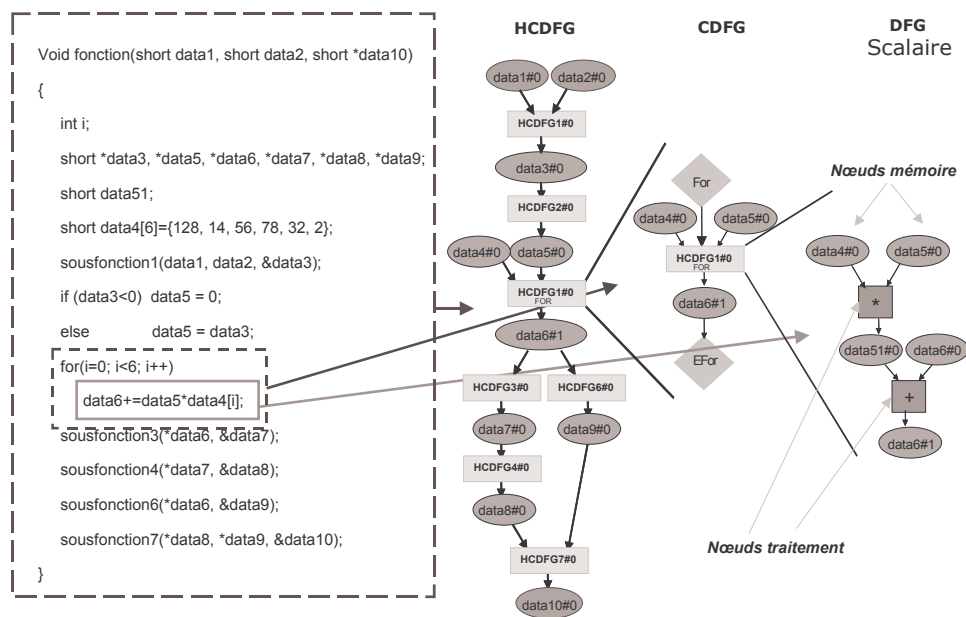 HCDFG
CDFG
DFG
Scalaire
Void fonction(short data1, short data2, short *data10)
{
int i;
short *data3, *data5, *data6, *data7, *data8, *data9;
short data51;
short data4[6]={128, 14, 56, 78, 32, 2};
sousfonction1(data1, data2, &data3);
if (data3<0) data5 = 0;
else data5 = data3;
for(i=0; i<6; i++)
data6+=data5*data4[i];
sousfonction3(*data6, &data7);
sousfonction4(*data7, &data8);
sousfonction6(*data6, &data9);
sousfonction7(*data8, *data9, &data10);
}
data1#0 data2#0
HCDFG1#0
data3#0
HCDFG2#0
data4#0 data5#0
HCDFG1#0
FOR
data6#1
HCDFG3#0 HCDFG6#0
data7#0 data9#0
HCDFG4#0
data8#0
HCDFG7#0
data10#0
For
data4#0 data5#0
HCDFG1#0
FOR
data6#1
EFor
Nœuds mémoire
data4#0 data5#0
*
data51#0 data6#0
+
data6#1
Nœuds traitement